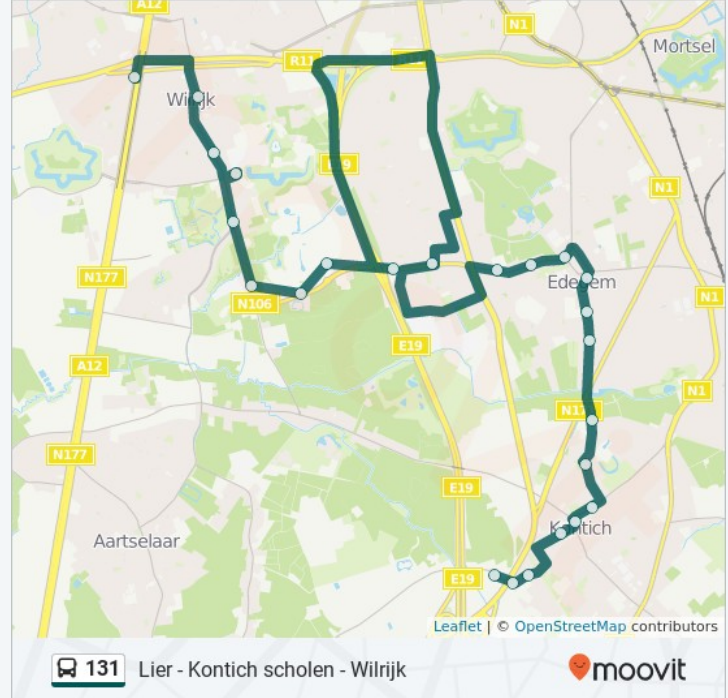 A12
N1
Mortsel
Wilrijk
E19
N1
N177
N106
Edegem
N1
E19
A12
N1
N177
E19
Aartselaar
Kontich
E19
Leaflet | © OpenStreetMap contributors
131 Lier - Kontich scholen - Wilrijk
moovit